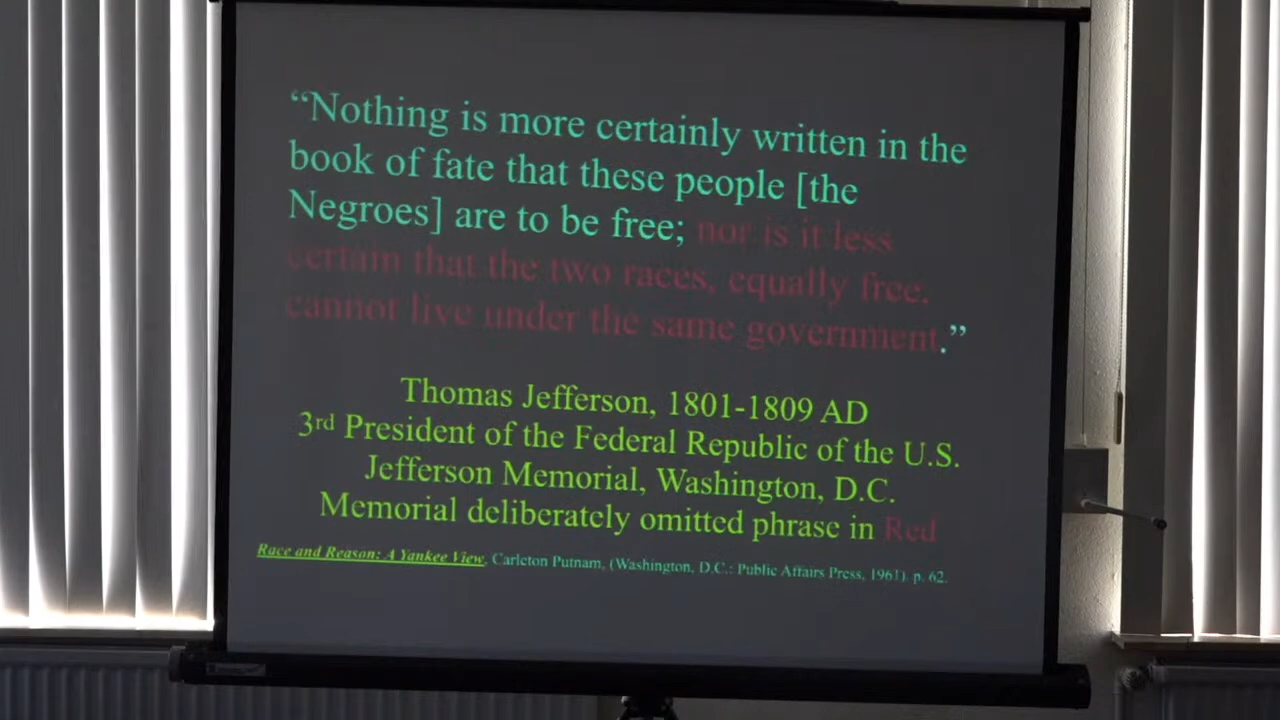 “Nothing is more certainly written in the
book of fate that these people [the
Negroes] are to be free; nor is it less
certain that the two races, equally free,
cannot live under the same government.”
Thomas Jefferson, 1801-1809 AD
3rd President of the Federal Republic of the U.S.
Jefferson Memorial, Washington, D.C.
Memorial deliberately omitted phrase in Red
Race and Reason: A Yankee View, Carleton Putnam, (Washington, D.C.: Public Affairs Press, 1961). p. 62.